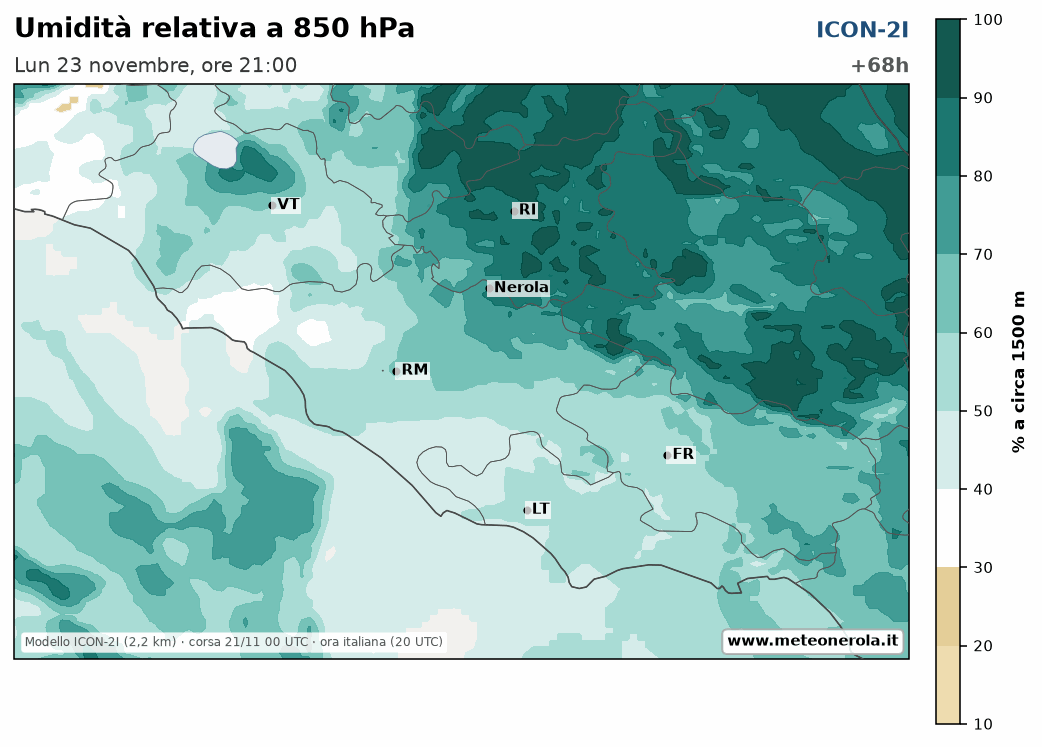 Umidità relativa a 850 hPa
ICON-2I
Lun 23 novembre, ore 21:00
+68h
100
90
80
70
60
50
40
30
20
10
% a circa 1500 m
VT
RI
Nerola
RM
FR
LT
Modello ICON-2I (2,2 km) · corsa 21/11 00 UTC · ora italiana (20 UTC)
www.meteonerola.it